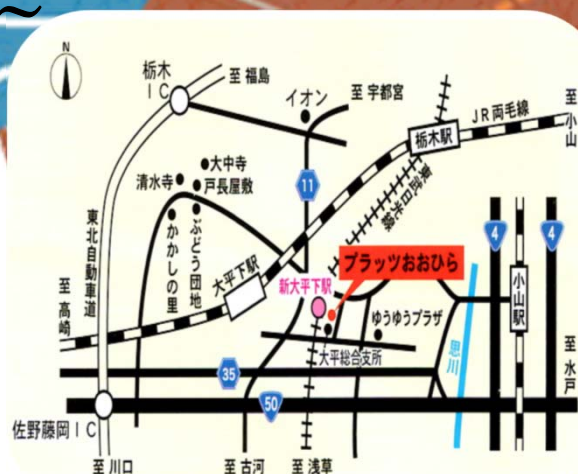 N
栃木
IC
至 福島
イオン
至 宇都宮
JR両毛線
至 小山
栃木駅
大中寺
清水寺
戸長屋敷
11
東武日光線
東北自動車道
かかしの里
ぶどう団地
大平下駅
プラッツおおひら
新大平下駅
4
4
至 高崎
ゆうゆうプラザ
小山駅
大平総合支所
思川
至 水戸
35
50
佐野藤岡IC
至 川口
至 古河
至 浅草